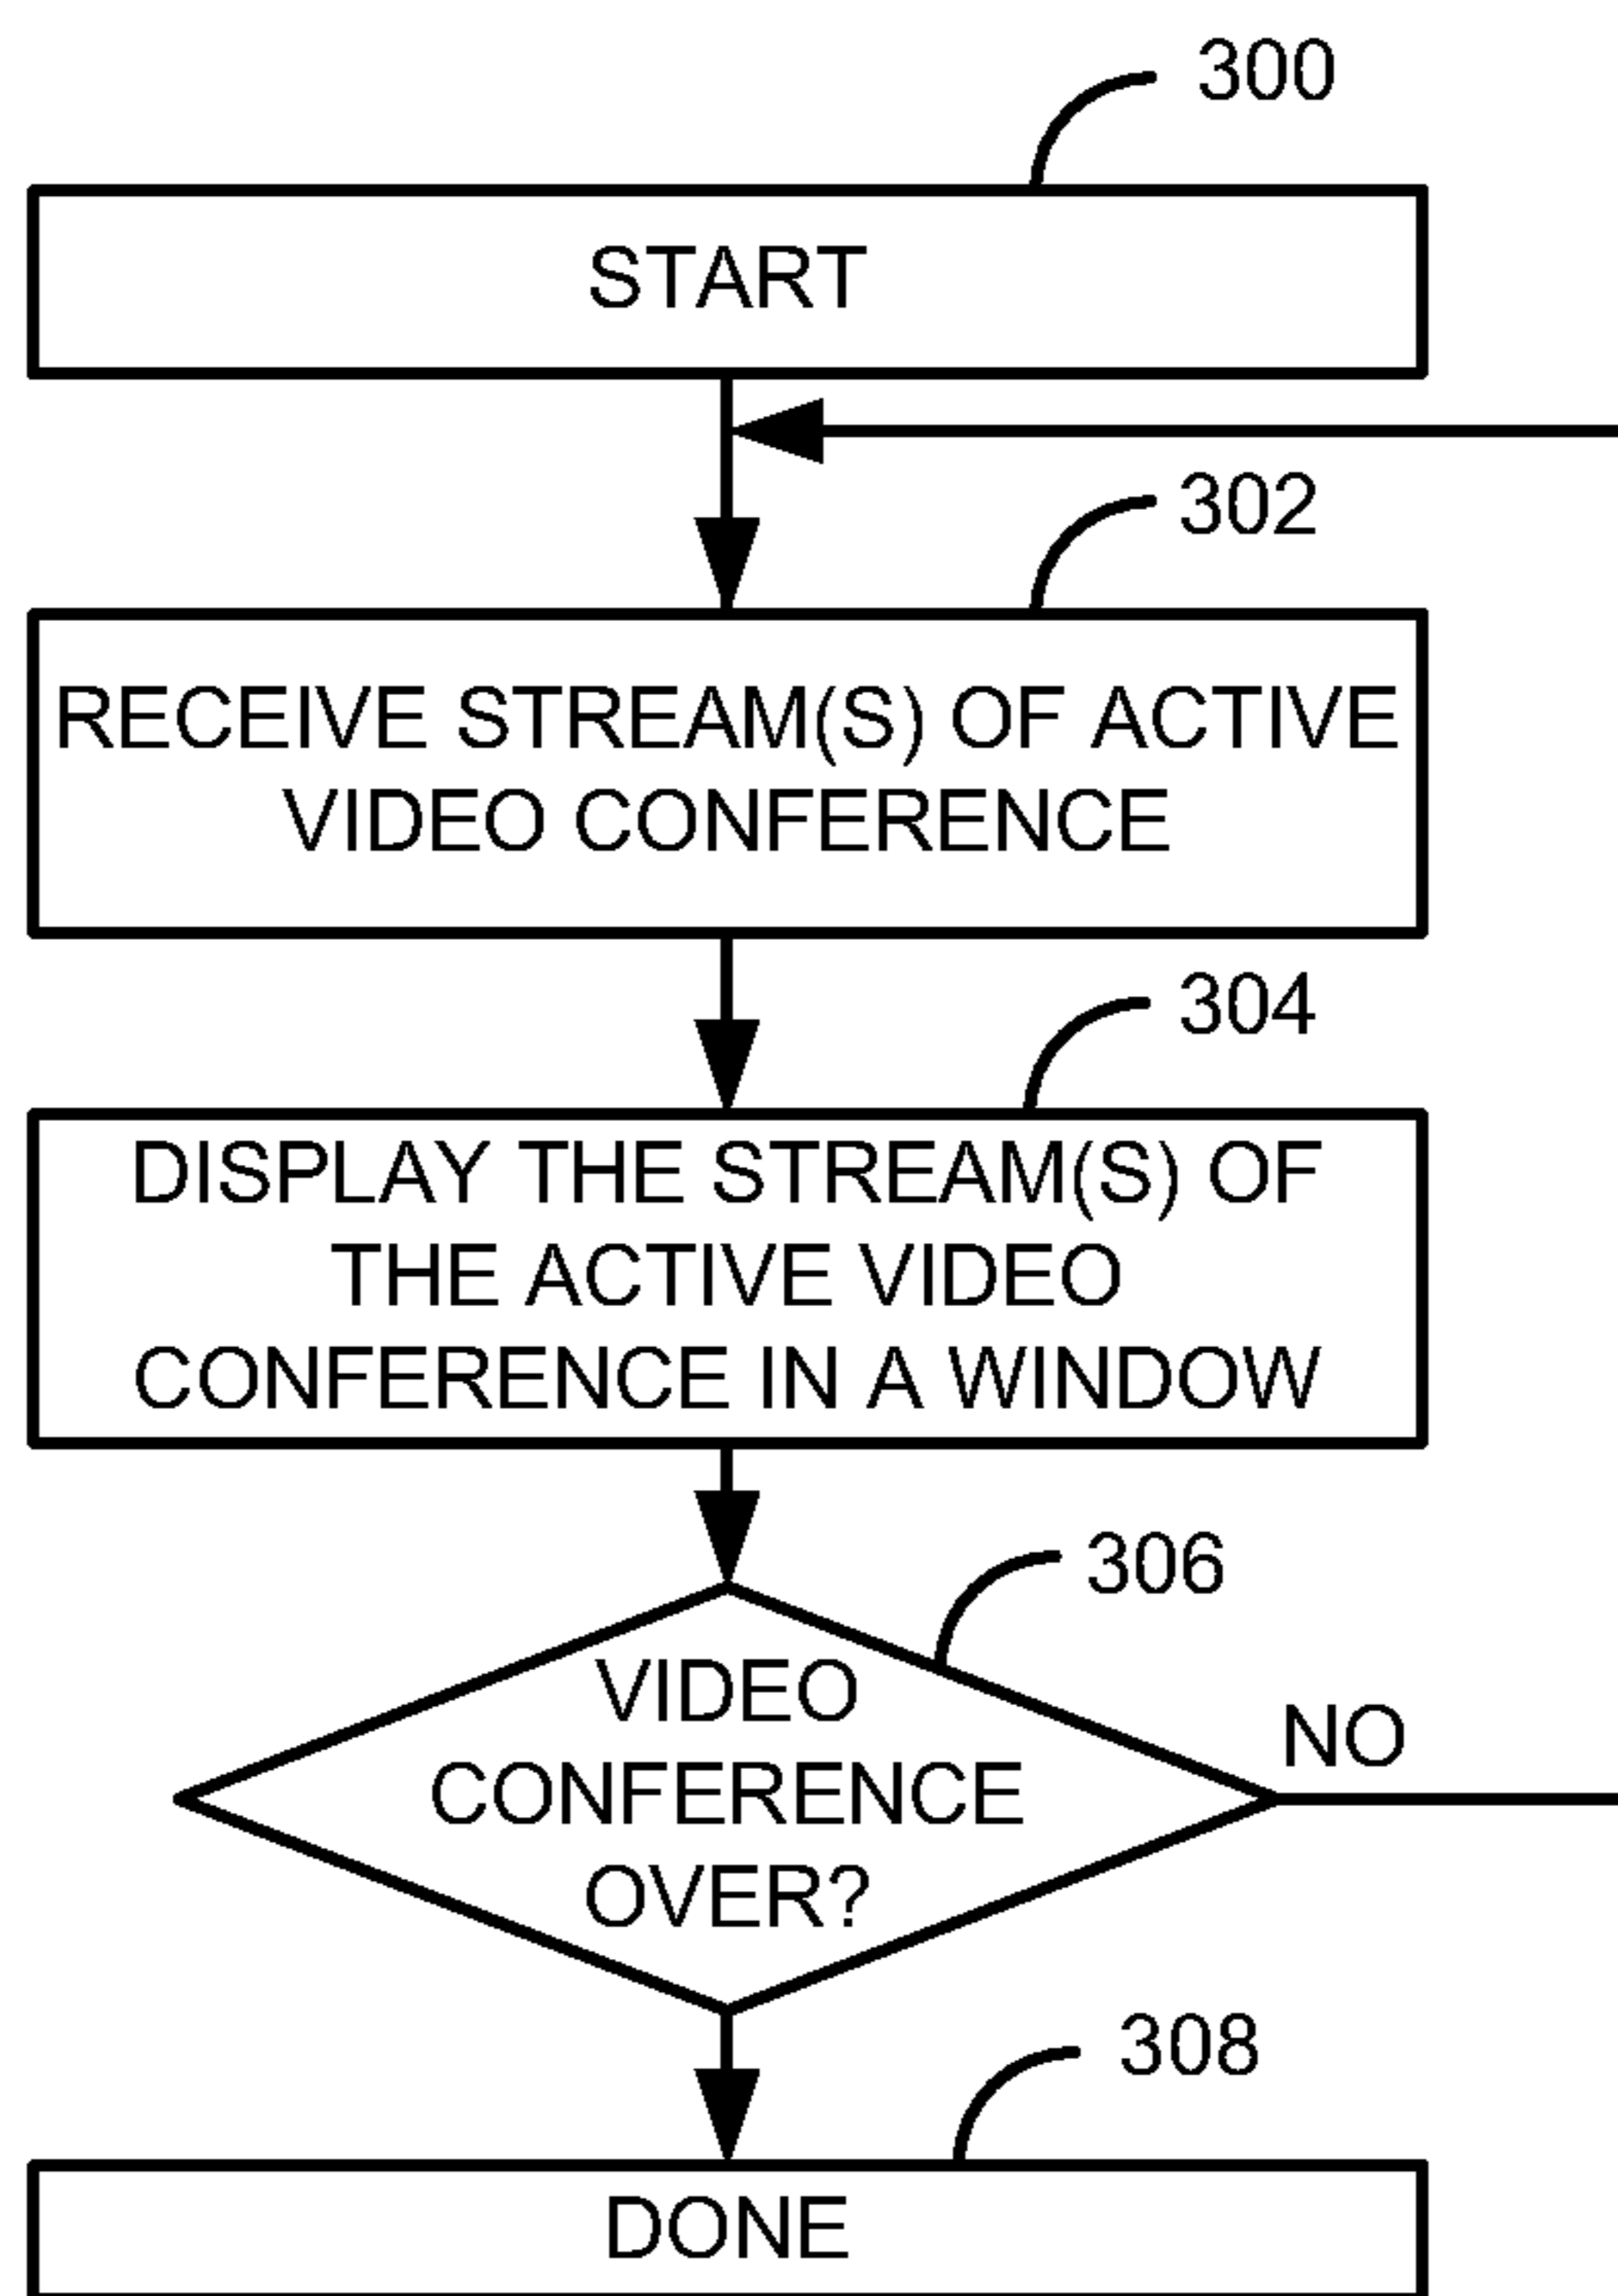 300
START
302
RECEIVE STREAM(S) OF ACTIVE
VIDEO CONFERENCE
304
DISPLAY THE STREAM(S) OF
THE ACTIVE VIDEO
CONFERENCE IN A WINDOW
306
VIDEO
CONFERENCE
OVER?
NO
308
DONE